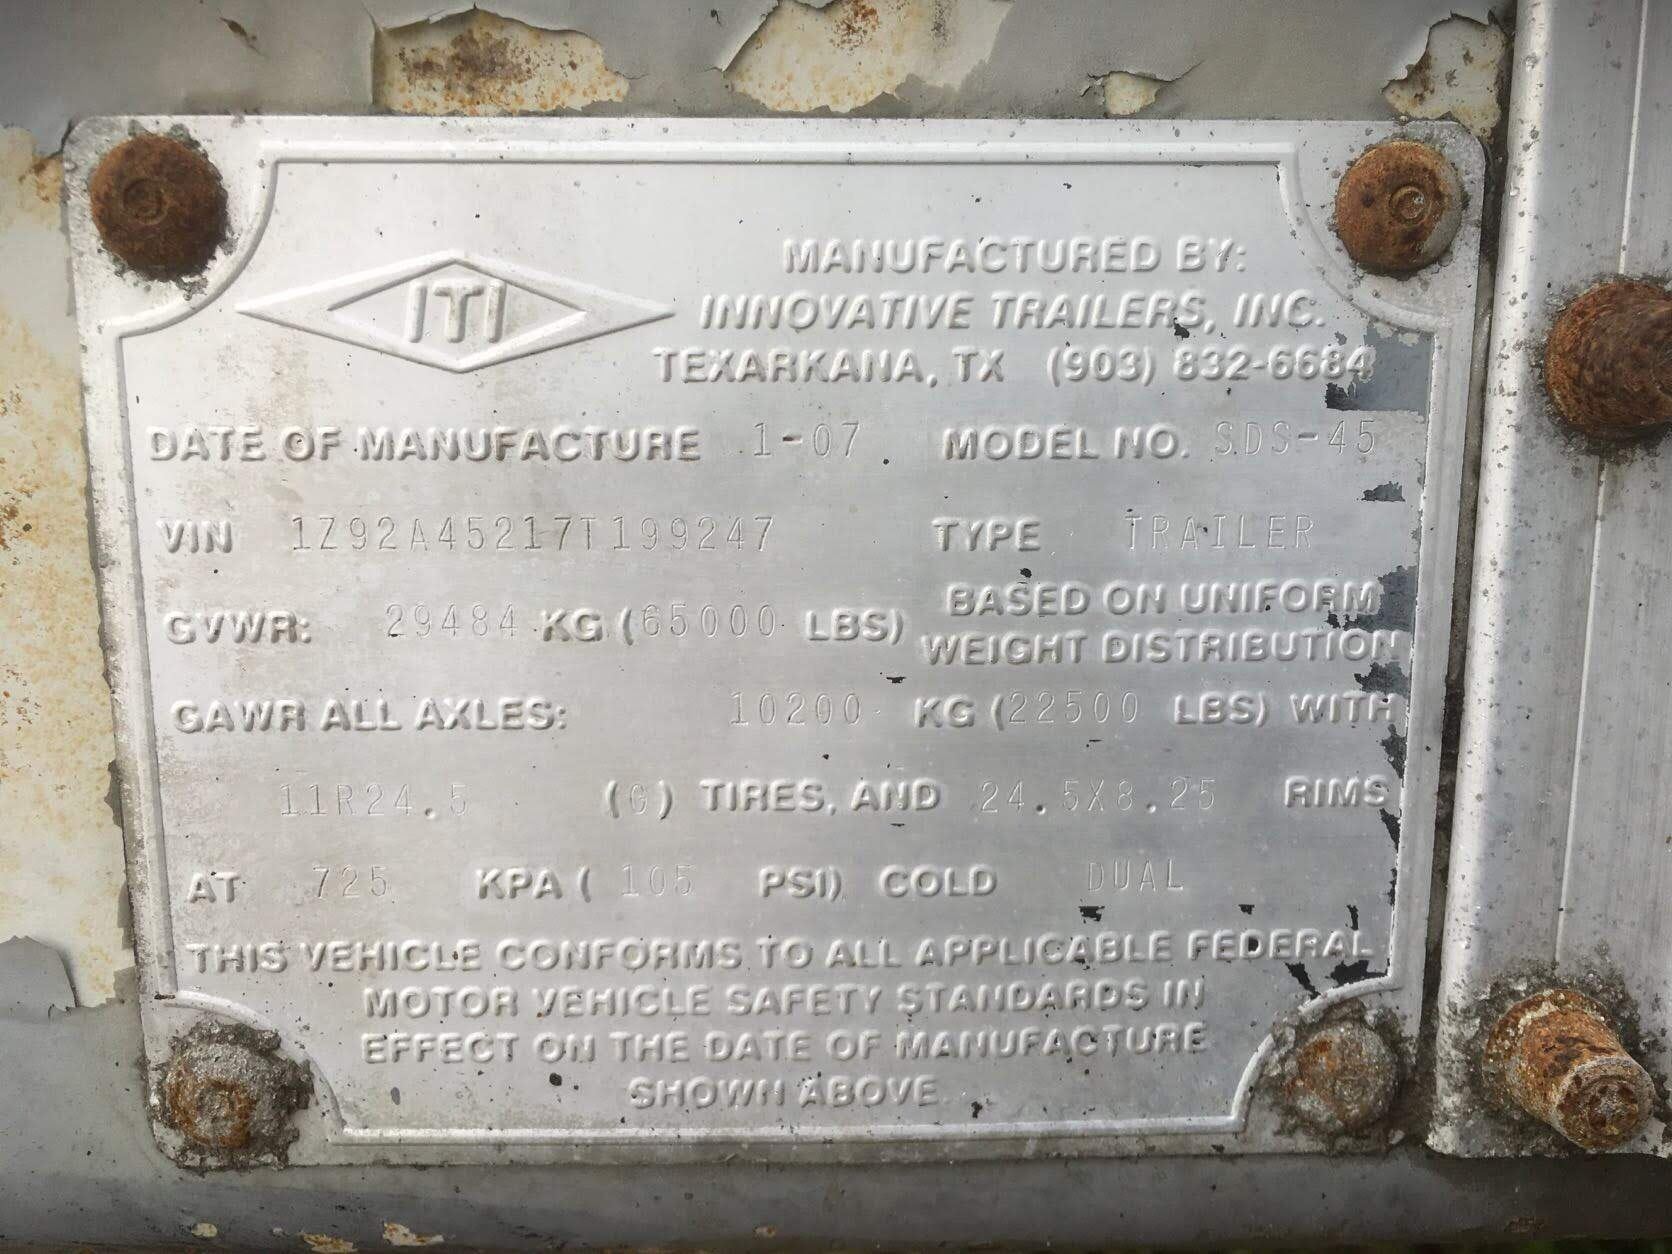 MANUFACTURED BY:
ITI INNOVATIVE TRAILERS, INC.
TEXARKANA, TX (903) 832-6684
DATE OF MANUFACTURE 1-07 MODEL NO. SDS-45
VIN 1Z92A45217T199247 TYPE TRAILER
GVWR: 29484 KG (65000 LBS) BASED ON UNIFORM
WEIGHT DISTRIBUTION
GAWR ALL AXLES: 10200 KG (22500 LBS) WITH
11R24.5 (G) TIRES, AND 24.5X8.25 RIMS
AT 725 KPA ( 105 PSI) COLD DUAL
THIS VEHICLE CONFORMS TO ALL APPLICABLE FEDERAL
MOTOR VEHICLE SAFETY STANDARDS IN
EFFECT ON THE DATE OF MANUFACTURE
SHOWN ABOVE